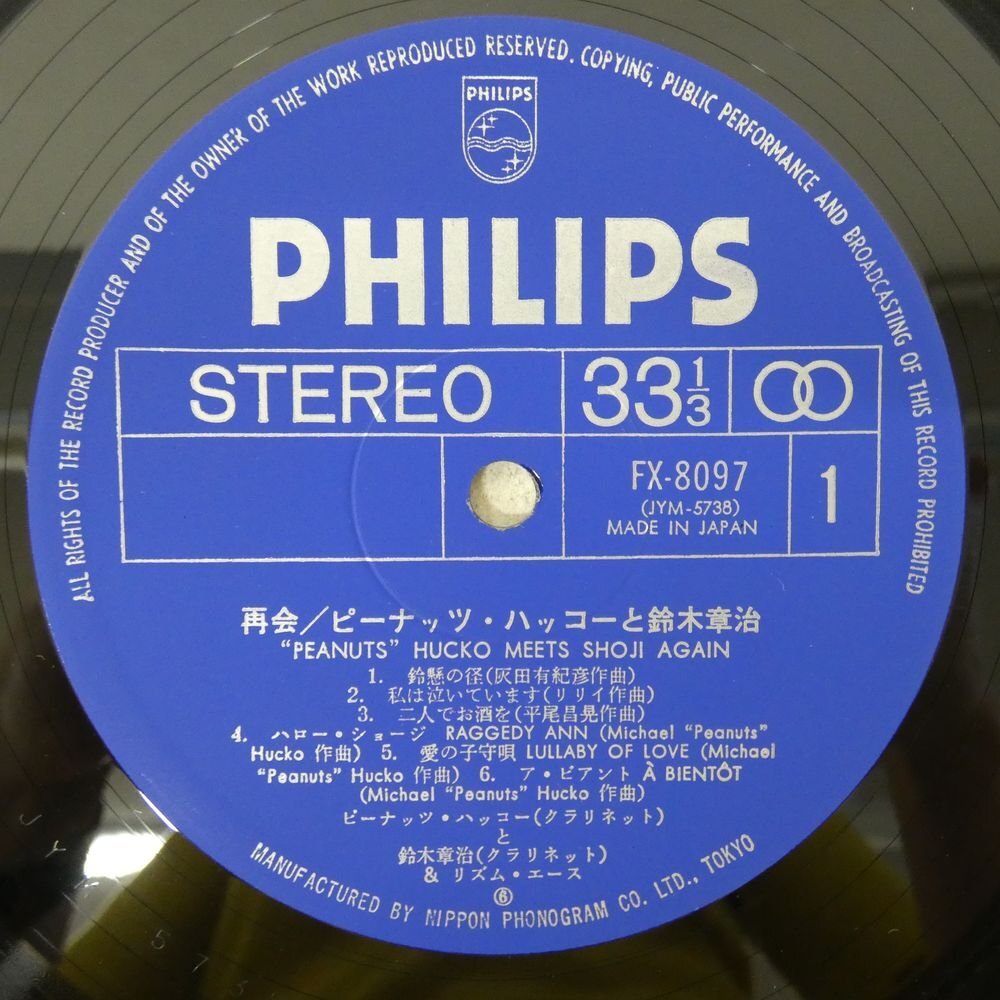 ALL RIGHTS OF THE RECORD PRODUCER AND OF THE OWNER OF THE WORK REPRODUCED RESERVED. COPYING, PUBLIC PERFORMANCE AND BROADCASTING OF THIS RECORD PROHIBITED
PHILIPS
PHILIPS
STEREO 33 1/3
FX-8097 1
(JYM-5738)
MADE IN JAPAN
再会／ピーナッツ・ハッコーと鈴木章治
“PEANUTS” HUCKO MEETS SHOJI AGAIN
1. 鈴懸の径(灰田有紀彦作曲)
2. 私は泣いています(りりィ作曲)
3. 二人でお酒を(平尾昌晃作曲)
4. ハロー・ショージ RAGGEDY ANN (Michael “Peanuts”
Hucko 作曲) 5. 愛の子守唄 LULLABY OF LOVE (Michael
“Peanuts” Hucko 作曲) 6. ア・ビアント À BIENTÔT
(Michael “Peanuts” Hucko 作曲)
ピーナッツ・ハッコー(クラリネット)
と
鈴木章治(クラリネット)
& リズム・エース
⑥
MANUFACTURED BY NIPPON PHONOGRAM CO. LTD., TOKYO